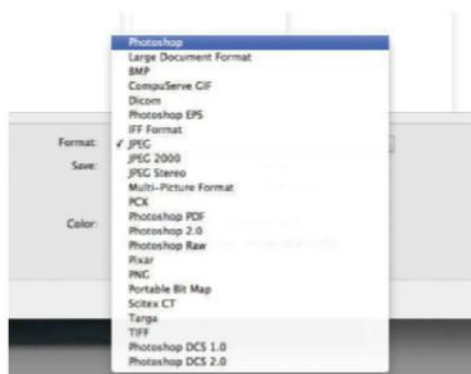 Photoshop
Large Document Format
BMP
CompuServe GIF
Dicom
Photoshop EPS
IFF Format
Format: ✓ JPEG
JPEG 2000
Save: JPEG Stereo
Multi-Picture Format
PCX
Photoshop PDF
Color: Photoshop 2.0
Photoshop Raw
Pixar
PNG
Portable Bit Map
Scitex CT
Targa
TIFF
Photoshop DCS 1.0
Photoshop DCS 2.0